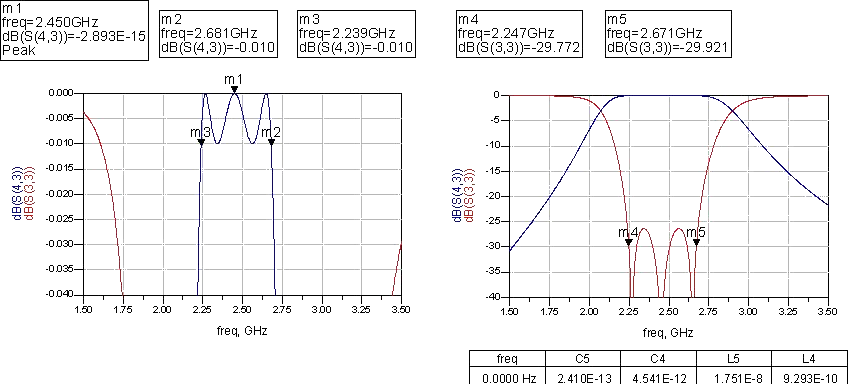 m1
freq=2.450GHz
dB(S(4,3))=-2.893E-15
Peak
m2
freq=2.681GHz
dB(S(4,3))=-0.010
m3
freq=2.239GHz
dB(S(4,3))=-0.010
m4
freq=2.247GHz
dB(S(3,3))=-29.772
m5
freq=2.671GHz
dB(S(3,3))=-29.921
m1
m3
m2
0.000
-0.005
-0.010
-0.015
-0.020
-0.025
-0.030
-0.035
-0.040
dB(S(4,3))
dB(S(3,3))
1.50
1.75
2.00
2.25
2.50
2.75
3.00
3.25
3.50
freq, GHz
m4
m5
0
-5
-10
-15
-20
-25
-30
-35
-40
dB(S(4,3))
dB(S(3,3))
1.50
1.75
2.00
2.25
2.50
2.75
3.00
3.25
3.50
freq, GHz
freq C5 C4 L5 L4
0.0000 Hz 2.410E-13 4.541E-12 1.751E-8 9.293E-10